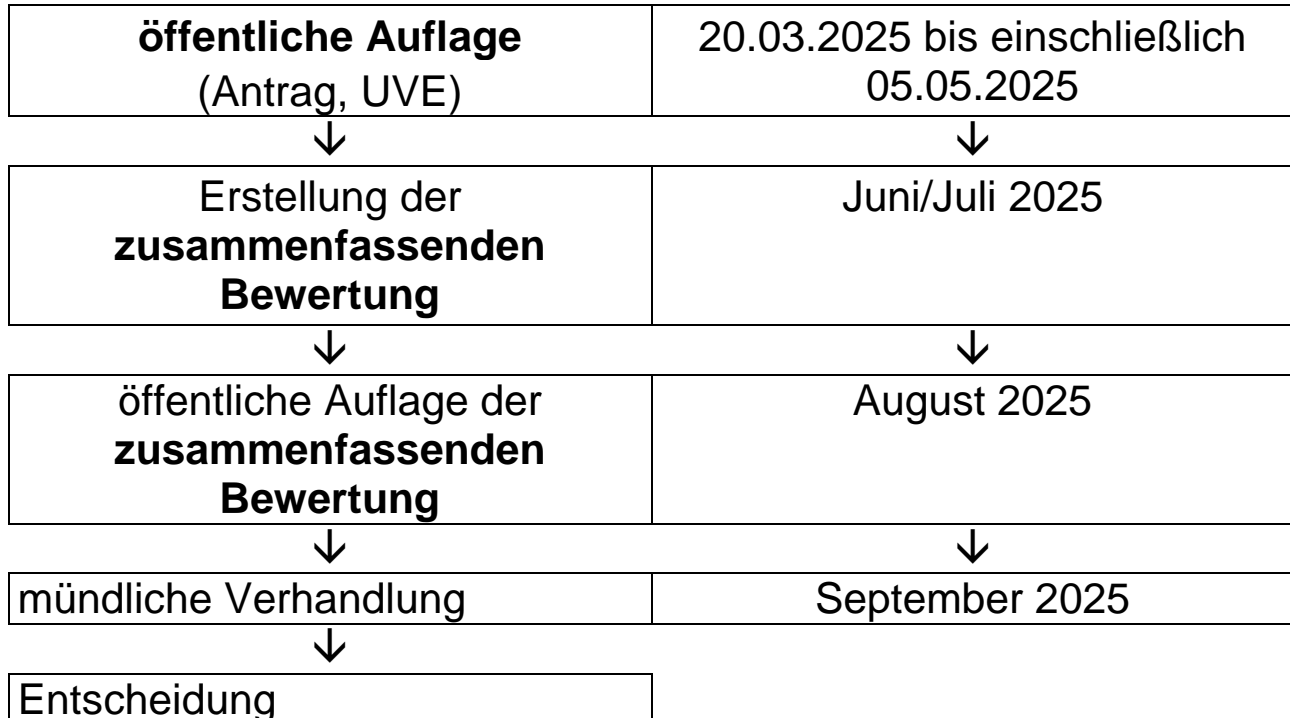 öffentliche Auflage
(Antrag, UVE)
20.03.2025 bis einschließlich
05.05.2025
Erstellung der
zusammenfassenden
Bewertung
Juni/Juli 2025
öffentliche Auflage der
zusammenfassenden
Bewertung
August 2025
mündliche Verhandlung
September 2025
Entscheidung